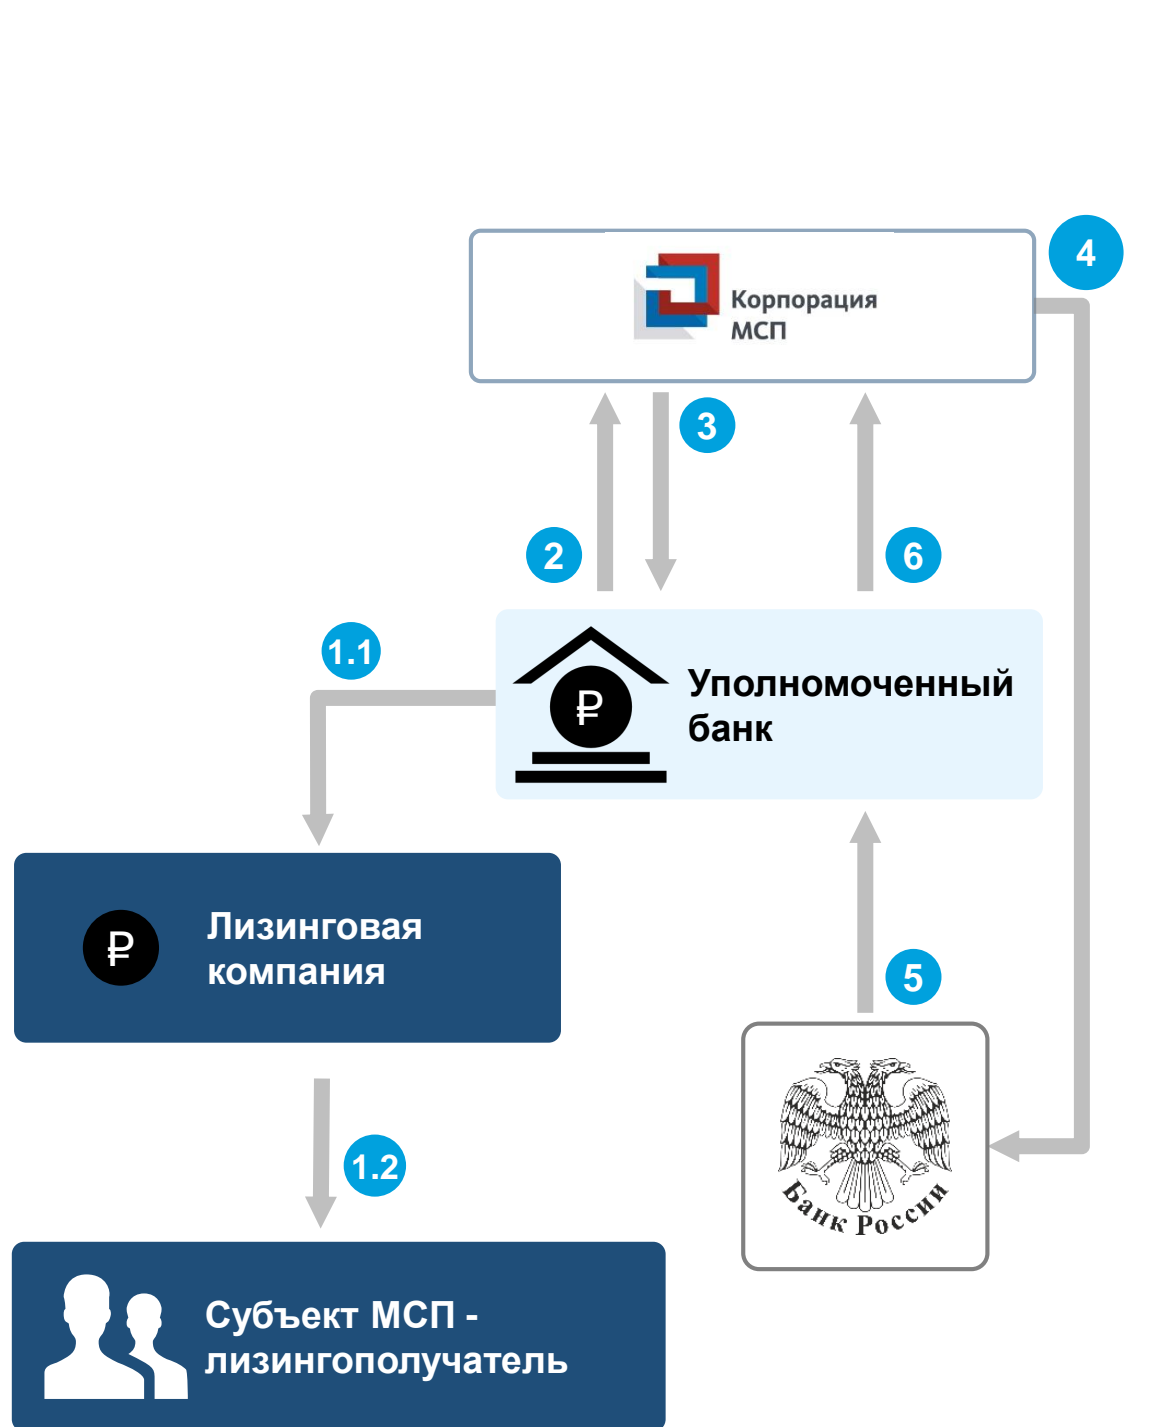 4
Корпорация
МСП
3
2
6
1.1
₽
Уполномоченный
банк
₽
Лизинговая
компания
5
1.2
Банк России
Субъект МСП -
лизингополучатель